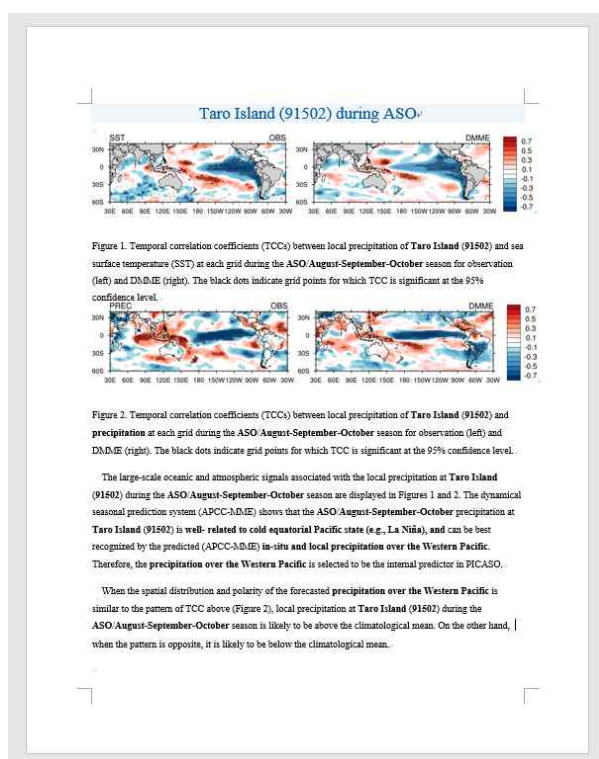 Taro Island (91502) during ASO
SST OBS DMME
30N 30N 0.7
0 0 0.5
30S 30S 0.3
60S 60S 0.1
-0.1
-0.3
-0.5
-0.7
30E 60E 90E 120E 150E 180 150W 120W 90W 60W 30W 30E 60E 90E 120E 150E 180 150W 120W 90W 60W 30W
Figure 1. Temporal correlation coefficients (TCCs) between local precipitation of Taro Island (91502) and sea
surface temperature (SST) at each grid during the ASO/August-September-October season for observation
(left) and DMME (right). The black dots indicate grid points for which TCC is significant at the 95%
confidence level.
PREC OBS DMME
30N 30N 0.7
0 0 0.5
30S 30S 0.3
60S 60S 0.1
-0.1
-0.3
-0.5
-0.7
30E 60E 90E 120E 150E 180 150W 120W 90W 60W 30W 30E 60E 90E 120E 150E 180 150W 120W 90W 60W 30W
Figure 2. Temporal correlation coefficients (TCCs) between local precipitation of Taro Island (91502) and
precipitation at each grid during the ASO/August-September-October season for observation (left) and
DMME (right). The black dots indicate grid points for which TCC is significant at the 95% confidence level.
The large-scale oceanic and atmospheric signals associated with the local precipitation at Taro Island
(91502) during the ASO/August-September-October season are displayed in Figures 1 and 2. The dynamical
seasonal prediction system (APCC-MME) shows that the ASO/August-September-October precipitation at
Taro Island (91502) is well- related to cold equatorial Pacific state (e.g., La Niña), and can be best
recognized by the predicted (APCC-MME) in-situ and local precipitation over the Western Pacific.
Therefore, the precipitation over the Western Pacific is selected to be the internal predictor in PICASO.
When the spatial distribution and polarity of the forecasted precipitation over the Western Pacific is
similar to the pattern of TCC above (Figure 2), local precipitation at Taro Island (91502) during the
ASO/August-September-October season is likely to be above the climatological mean. On the other hand,
when the pattern is opposite, it is likely to be below the climatological mean.